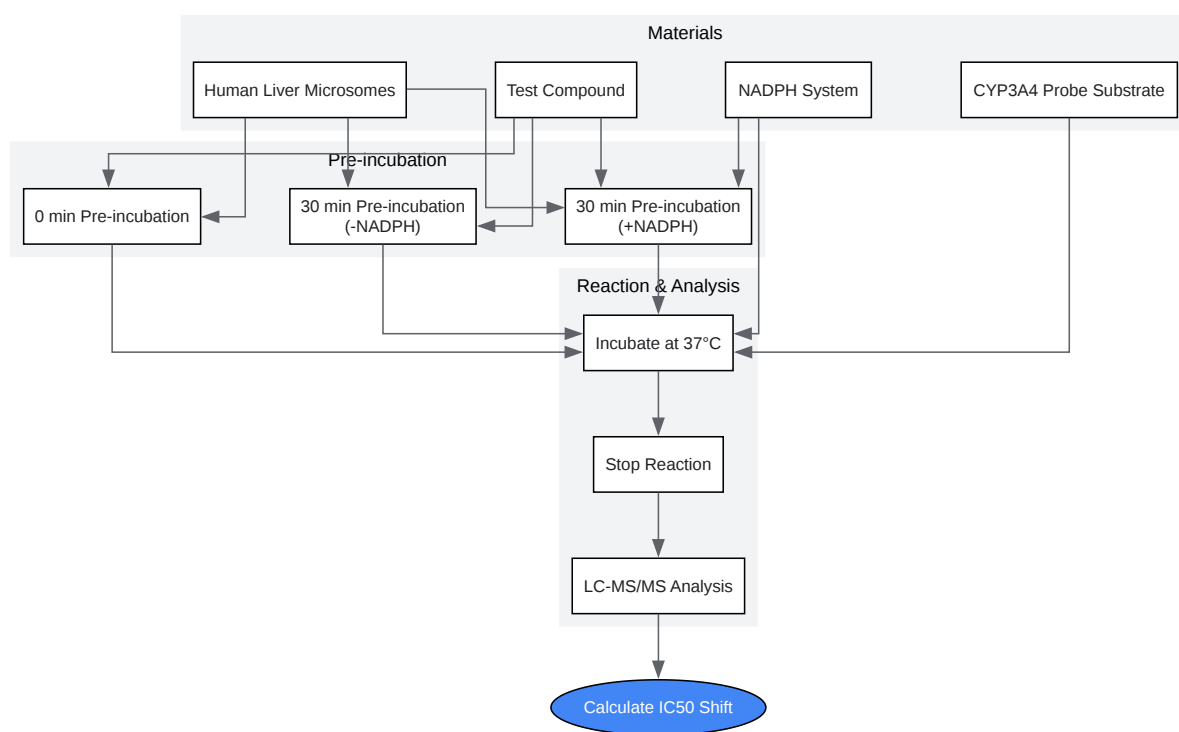 Materials
Human Liver Microsomes
Test Compound
NADPH System
CYP3A4 Probe Substrate
Pre-incubation
0 min Pre-incubation
30 min Pre-incubation
(-NADPH)
30 min Pre-incubation
(+NADPH)
Reaction & Analysis
Incubate at 37°C
Stop Reaction
LC-MS/MS Analysis
Calculate IC50 Shift